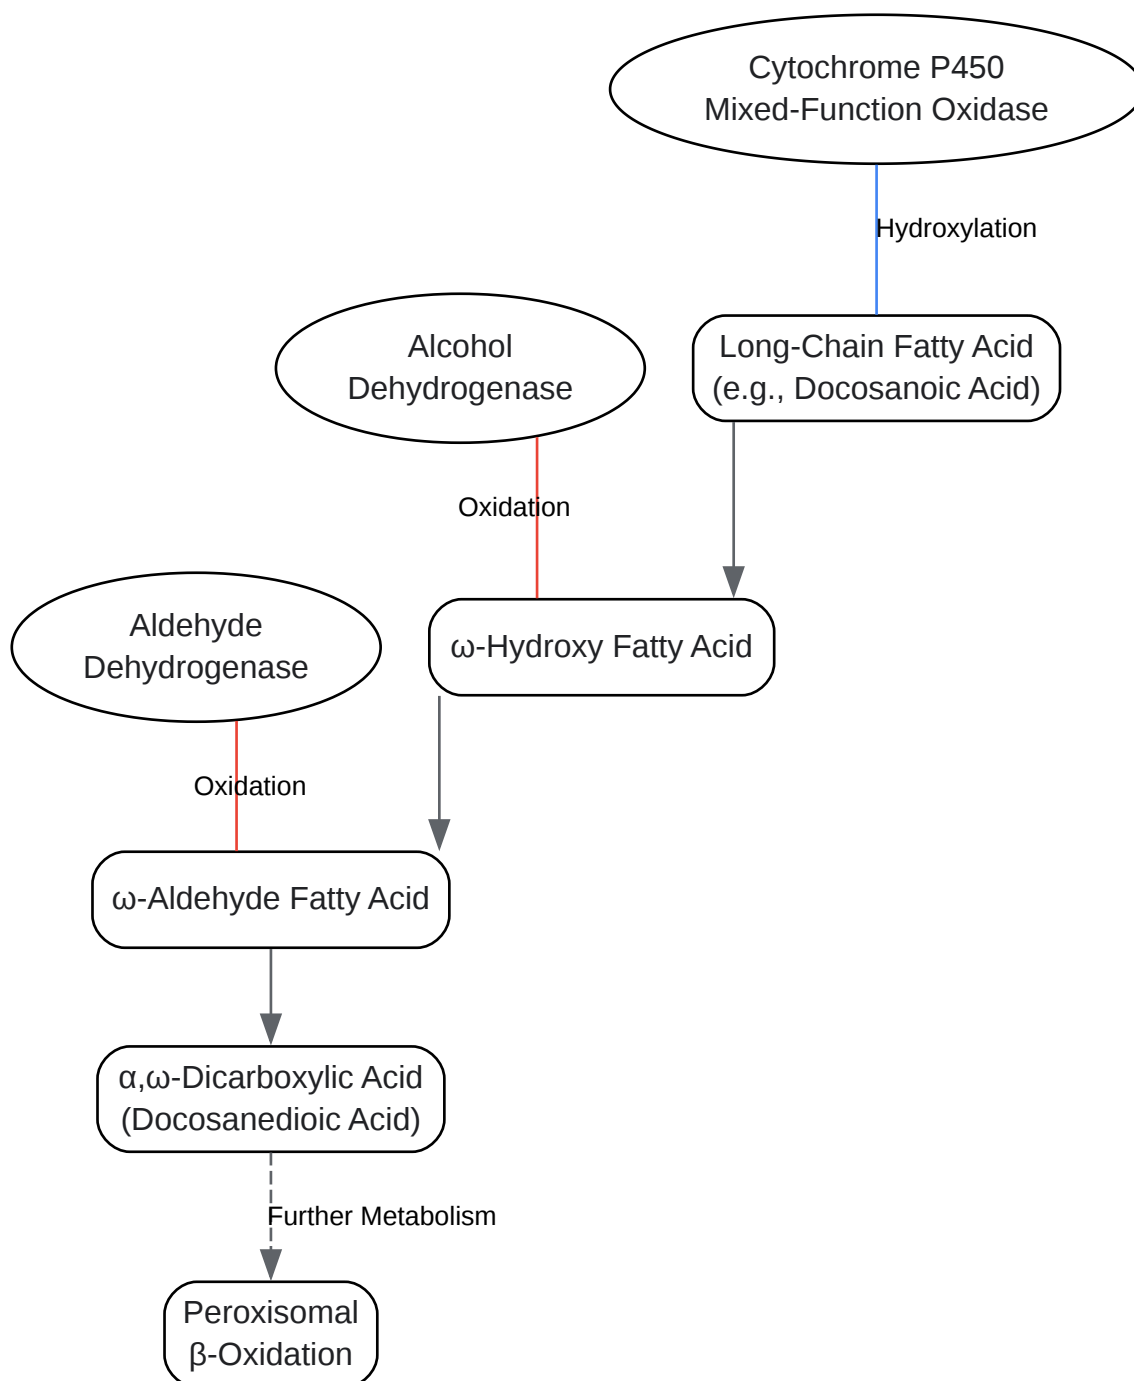 Cytochrome P450
Mixed-Function Oxidase
Hydroxylation
Alcohol
Dehydrogenase
Long-Chain Fatty Acid
(e.g., Docosanoic Acid)
Oxidation
Aldehyde
Dehydrogenase
ω-Hydroxy Fatty Acid
Oxidation
ω-Aldehyde Fatty Acid
α,ω-Dicarboxylic Acid
(Docosanedioic Acid)
Further Metabolism
Peroxisomal
β-Oxidation